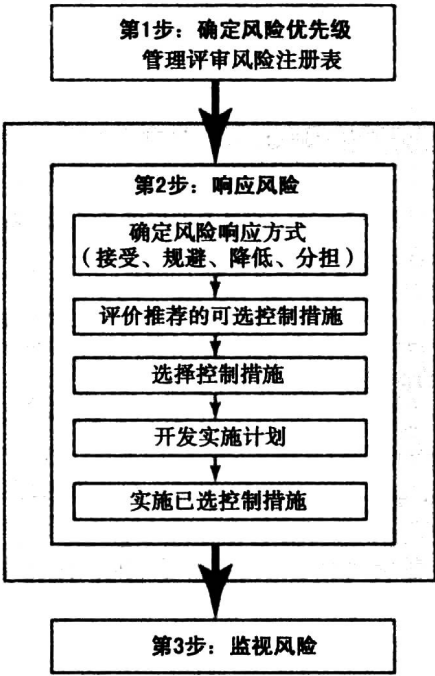 第1步：确定风险优先级
管理评审风险注册表
第2步：响应风险
确定风险响应方式
（接受、规避、降低、分担）
评价推荐的可选控制措施
选择控制措施
开发实施计划
实施已选控制措施
第3步：监视风险